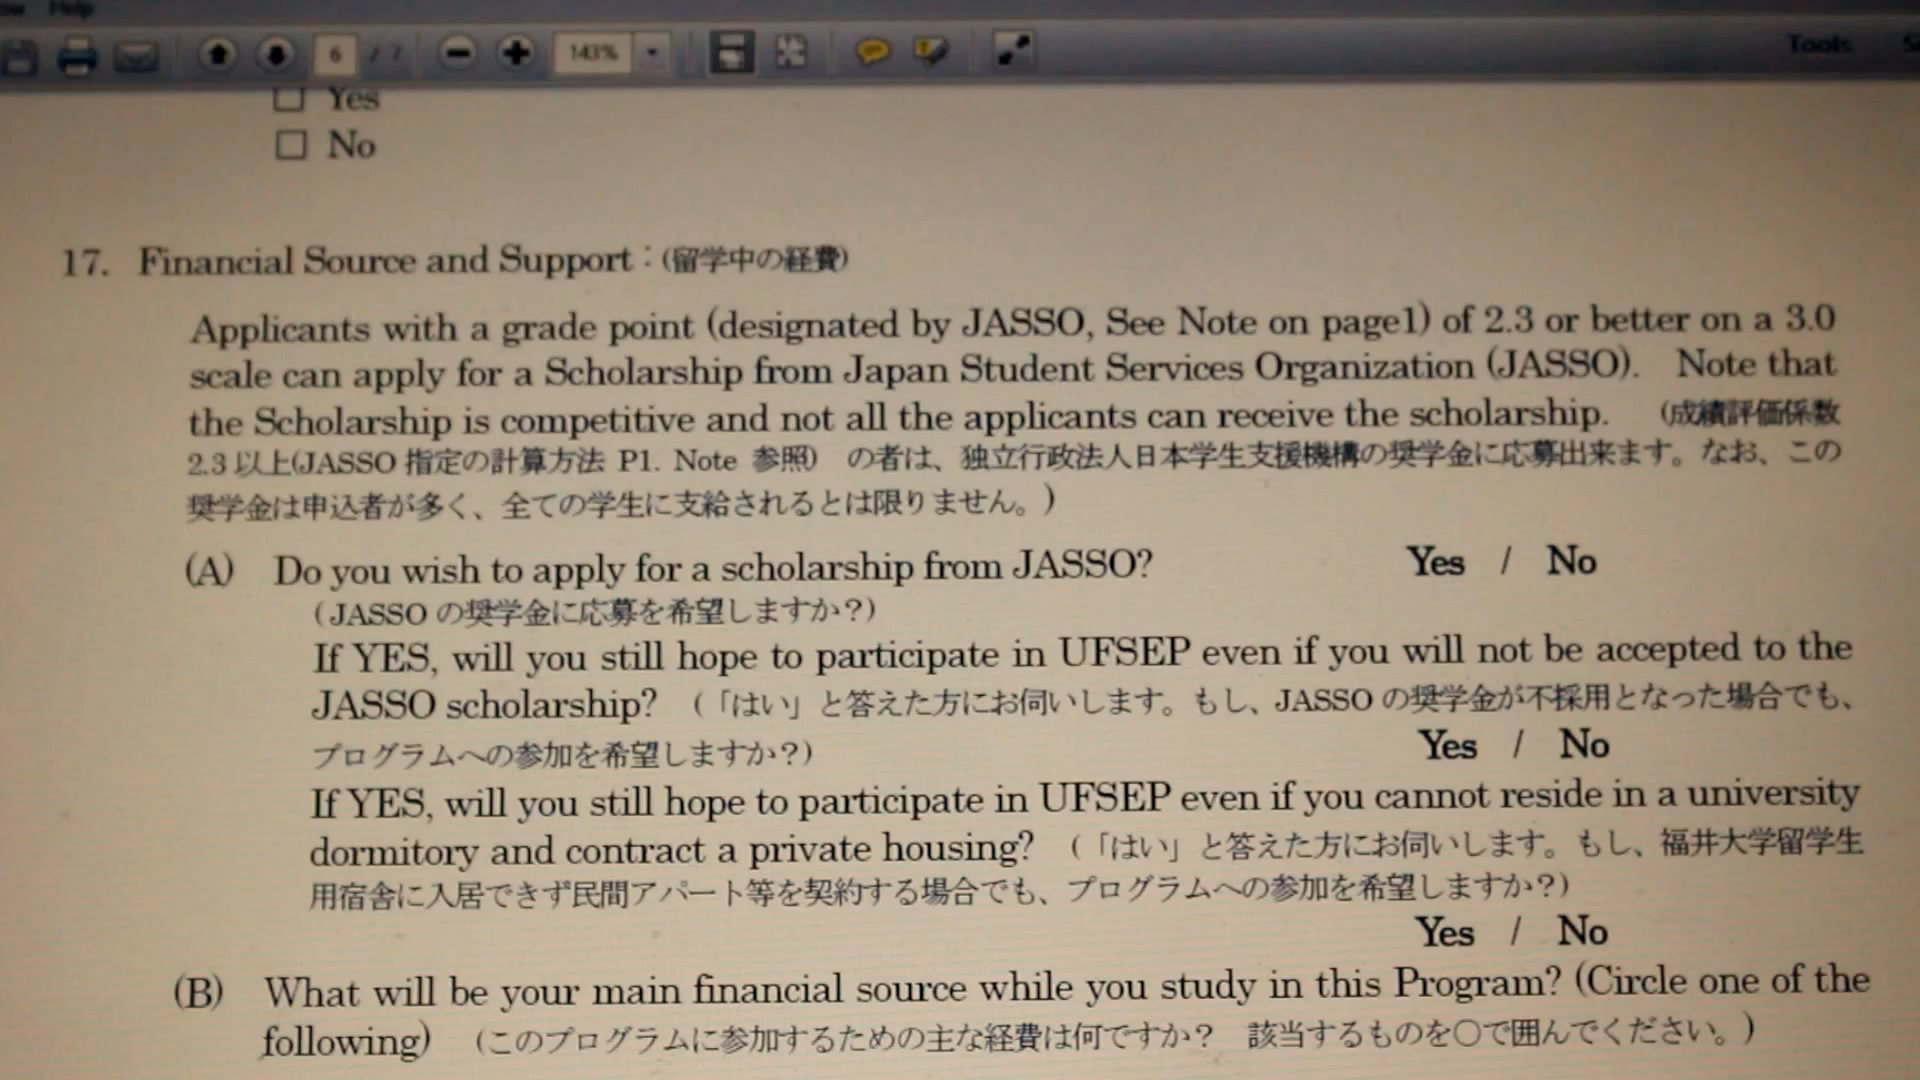 Help
6 / 7
143%
Tools
□ Yes
□ No
17. Financial Source and Support：(留学中の経費)
Applicants with a grade point (designated by JASSO, See Note on page1) of 2.3 or better on a 3.0
scale can apply for a Scholarship from Japan Student Services Organization (JASSO). Note that
the Scholarship is competitive and not all the applicants can receive the scholarship. (成績評価係数
2.3 以上(JASSO 指定の計算方法 P1. Note 参照) の者は、独立行政法人日本学生支援機構の奨学金に応募出来ます。なお、この
奨学金は申込者が多く、全ての学生に支給されるとは限りません。)
(A) Do you wish to apply for a scholarship from JASSO? Yes / No
(JASSO の奨学金に応募を希望しますか？)
If YES, will you still hope to participate in UFSEP even if you will not be accepted to the
JASSO scholarship? (「はい」と答えた方にお伺いします。もし、JASSO の奨学金が不採用となった場合でも、
プログラムへの参加を希望しますか？) Yes / No
If YES, will you still hope to participate in UFSEP even if you cannot reside in a university
dormitory and contract a private housing? (「はい」と答えた方にお伺いします。もし、福井大学留学生
用宿舎に入居できず民間アパート等を契約する場合でも、プログラムへの参加を希望しますか？)
Yes / No
(B) What will be your main financial source while you study in this Program? (Circle one of the
following) (このプログラムに参加するための主な経費は何ですか？ 該当するものを○で囲んでください。)